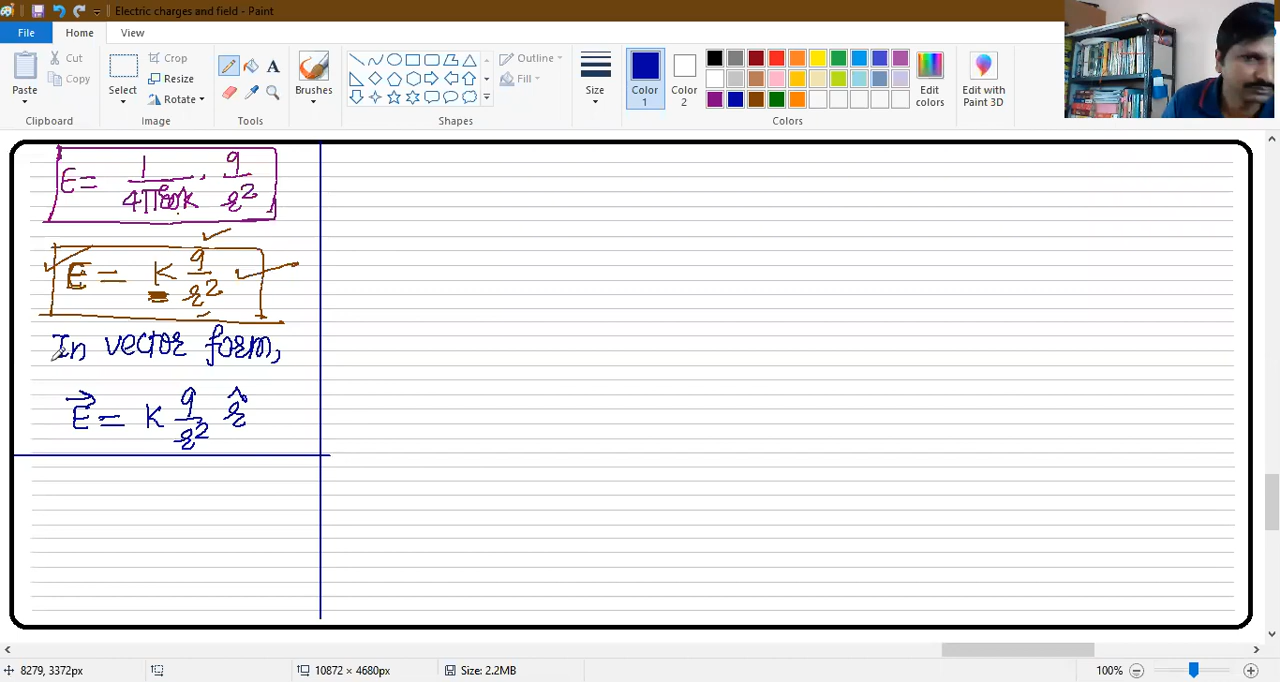 Electric charges and field - Paint
File Home View
Paste Cut Copy Select Crop Resize Rotate Brushes Outline Fill Size Color 1 Color 2 Edit colors Edit with Paint 3D
Clipboard Image Tools Shapes Colors
E = 1/4π ∙ q/r²
E = K q/r²
In vector form,
E⃗ = K q/r² r̂
8279, 3372px 10872 × 4680px Size: 2.2MB 100%